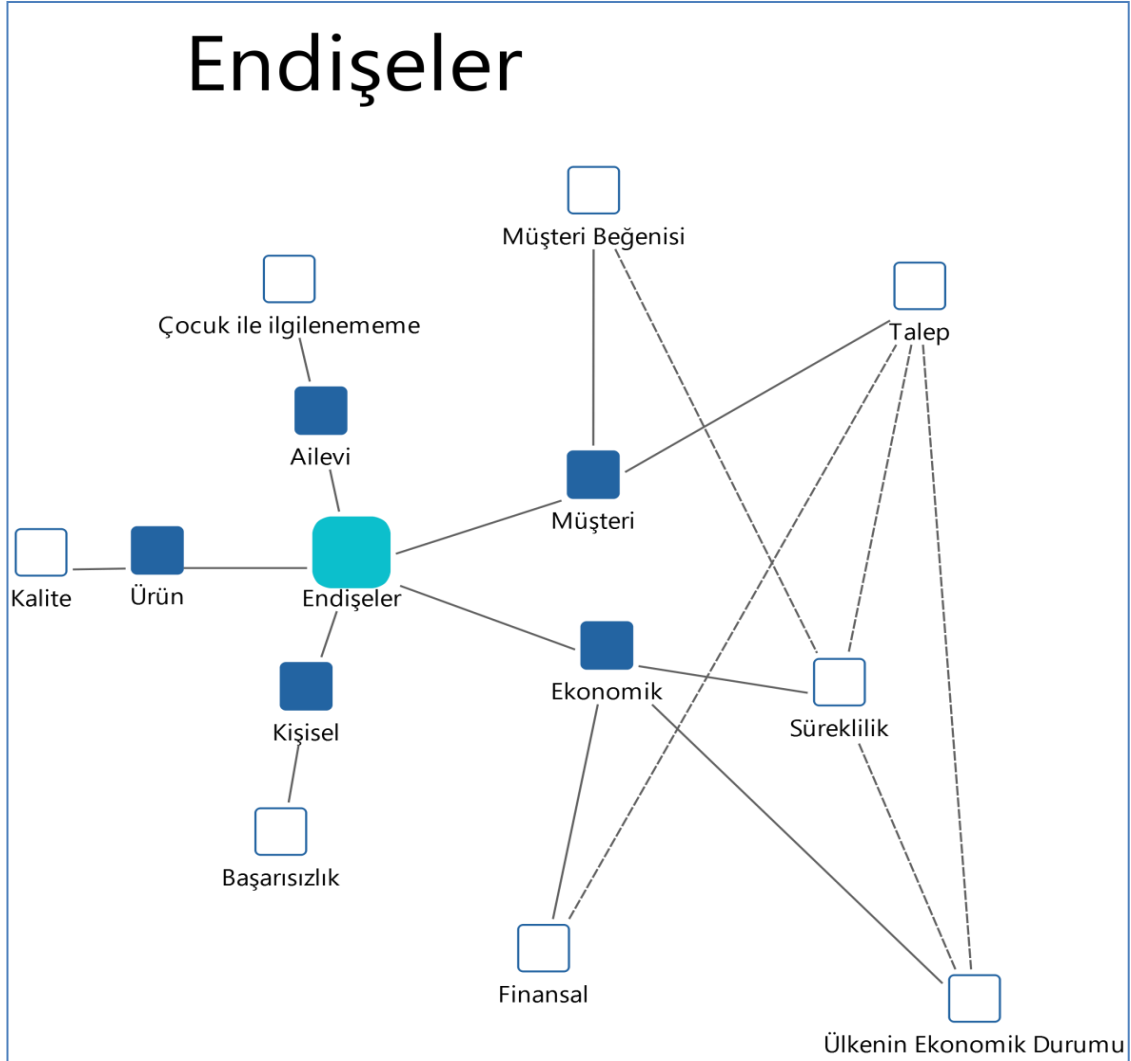 Endişeler
Müşteri Beğenisi
Çocuk ile ilgilenememe
Talep
Ailevi
Müşteri
Kalite
Ürün
Endişeler
Ekonomik
Kişisel
Süreklilik
Başarısızlık
Finansal
Ülkenin Ekonomik Durumu